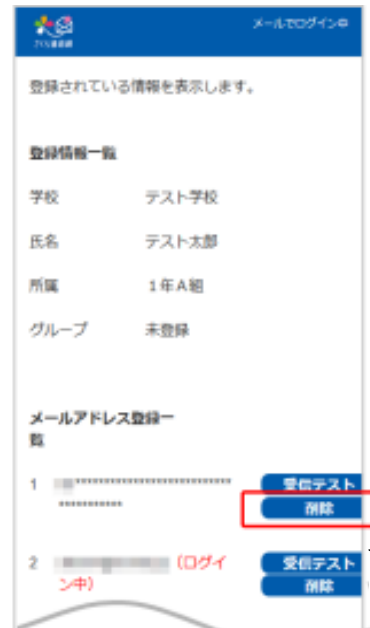 メールでログイン中
登録されている情報を表示します。
登録情報一覧
学校 テスト学校
氏名 テスト太郎
所属 1年A組
グループ 未登録
メールアドレス登録一
覧
1 ****************************** 受信テスト
************ 削除
2 (ログイ 受信テスト
ン中) 削除